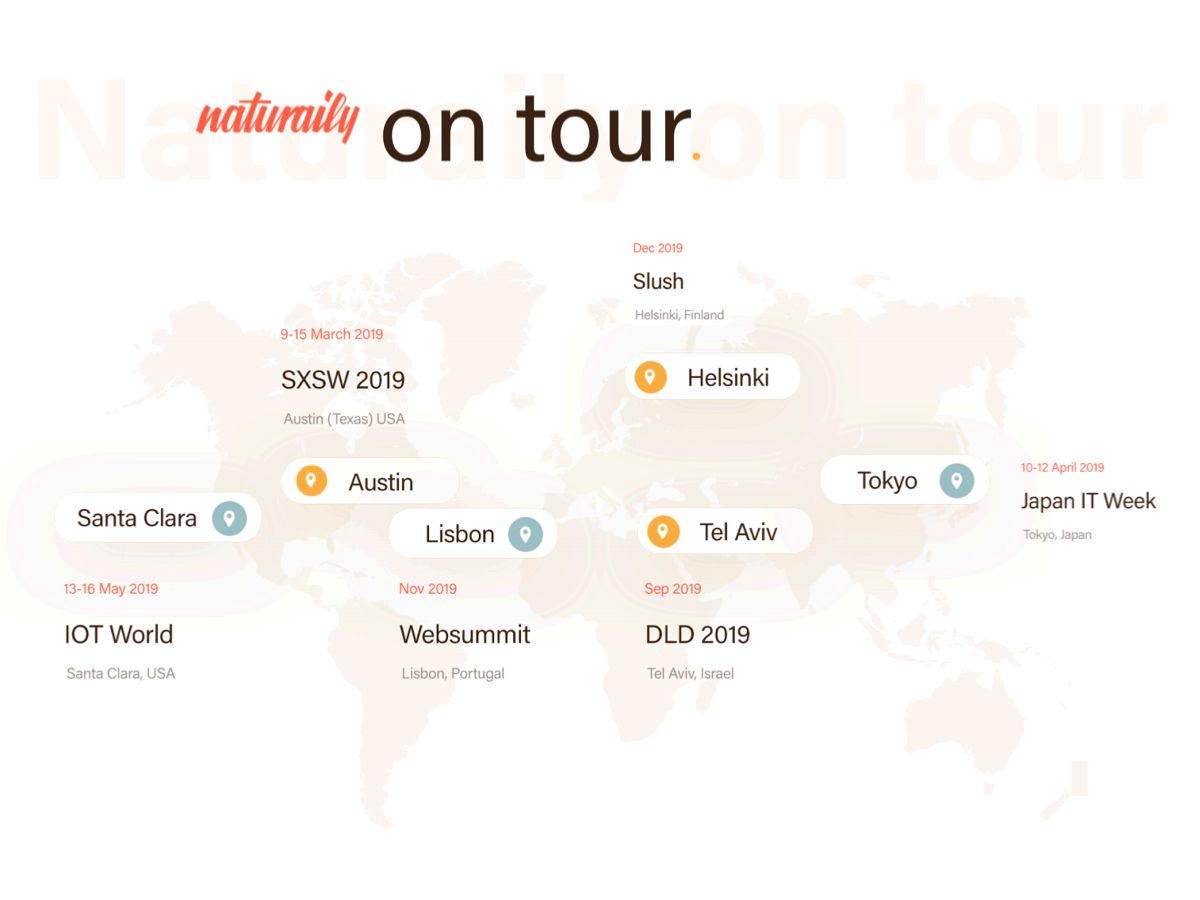 Naturaily on tour
naturaily on tour.
Dec 2019
Slush
Helsinki, Finland
Helsinki
9-15 March 2019
SXSW 2019
Austin (Texas) USA
Austin
Santa Clara
13-16 May 2019
IOT World
Santa Clara, USA
Lisbon
Nov 2019
Websummit
Lisbon, Portugal
Tel Aviv
Sep 2019
DLD 2019
Tel Aviv, Israel
Tokyo
10-12 April 2019
Japan IT Week
Tokyo, Japan